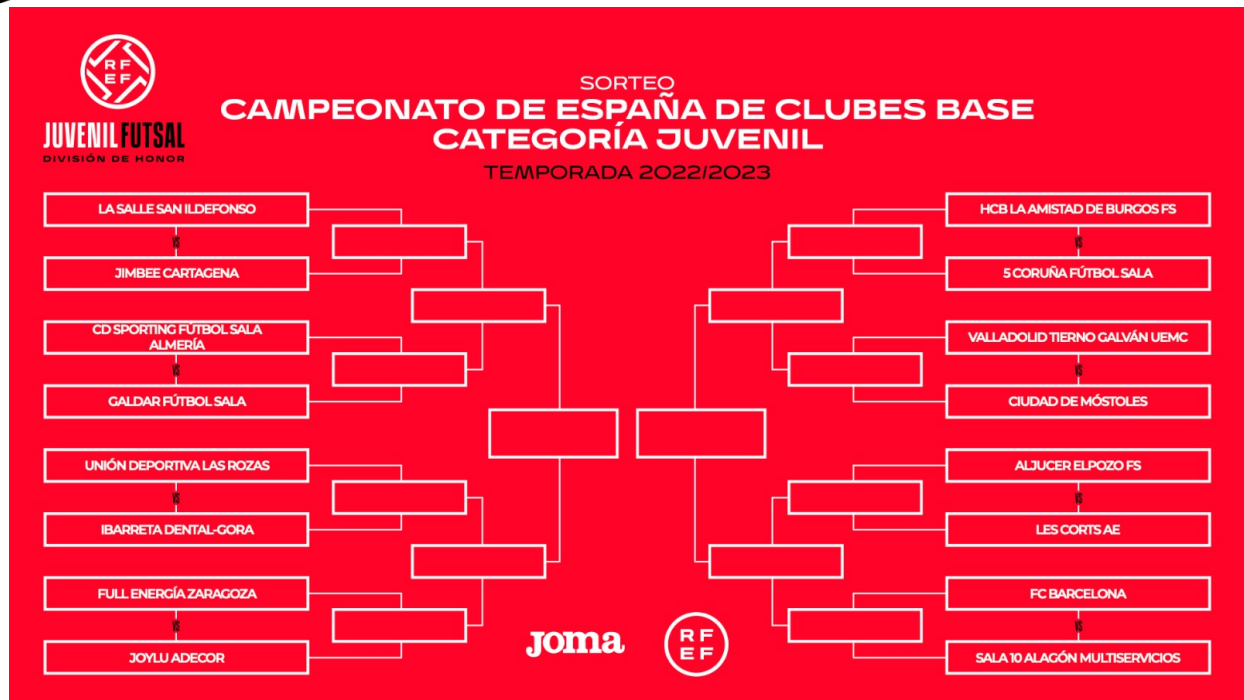 RF
EF
JUVENIL FUTSAL
DIVISIÓN DE HONOR
SORTEO
CAMPEONATO DE ESPAÑA DE CLUBES BASE
CATEGORÍA JUVENIL
TEMPORADA 2022/2023
LA SALLE SAN ILDEFONSO
VS
JIMBEE CARTAGENA
CD SPORTING FÚTBOL SALA
ALMERÍA
VS
GALDAR FÚTBOL SALA
UNIÓN DEPORTIVA LAS ROZAS
VS
IBARRETA DENTAL-GORA
FULL ENERGÍA ZARAGOZA
VS
JOYLU ADECOR
HCB LA AMISTAD DE BURGOS FS
VS
5 CORUÑA FÚTBOL SALA
VALLADOLID TIERNO GALVÁN UEMC
VS
CIUDAD DE MÓSTOLES
ALJUCER ELPOZO FS
VS
LES CORTS AE
FC BARCELONA
VS
SALA 10 ALAGÓN MULTISERVICIOS
Joma
RF
EF